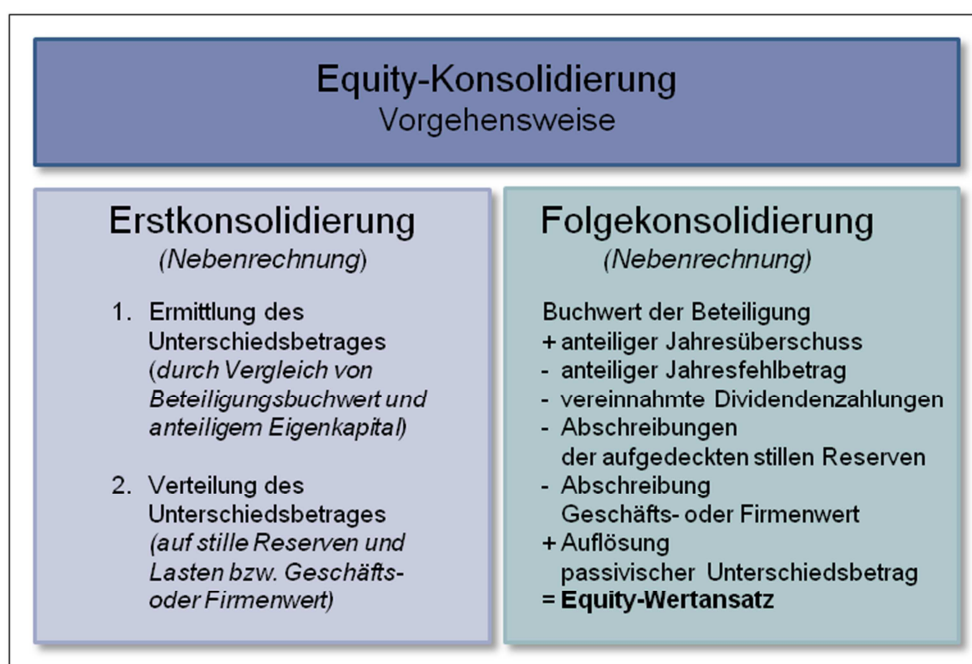 Equity-Konsolidierung
Vorgehensweise
Erstkonsolidierung
(Nebenrechnung)
1. Ermittlung des
Unterschiedsbetrages
(durch Vergleich von
Beteiligungsbuchwert und
anteiligem Eigenkapital)
2. Verteilung des
Unterschiedsbetrages
(auf stille Reserven und
Lasten bzw. Geschäfts-
oder Firmenwert)
Folgekonsolidierung
(Nebenrechnung)
Buchwert der Beteiligung
+ anteiliger Jahresüberschuss
- anteiliger Jahresfehlbetrag
- vereinnahmte Dividendenzahlungen
- Abschreibungen
der aufgedeckten stillen Reserven
- Abschreibung
Geschäfts- oder Firmenwert
+ Auflösung
passivischer Unterschiedsbetrag
= Equity-Wertansatz